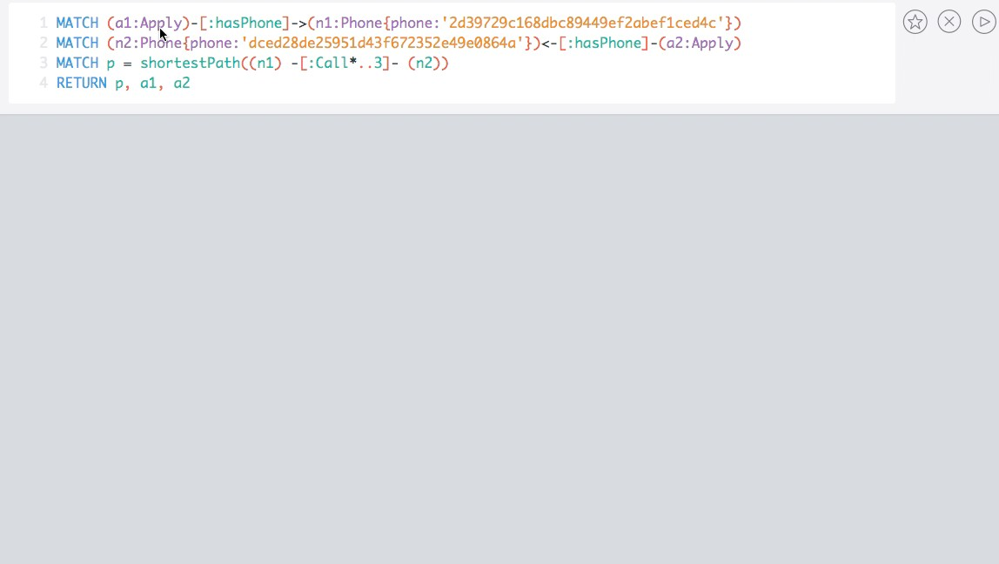 1 MATCH (a1:Apply)-[:hasPhone]->(n1:Phone{phone:'2d39729c168dbc89449ef2abef1ced4c'})
2 MATCH (n2:Phone{phone:'dced28de25951d43f672352e49e0864a'})<-[:hasPhone]-(a2:Apply)
3 MATCH p = shortestPath((n1) -[:Call*..3]- (n2))
4 RETURN p, a1, a2